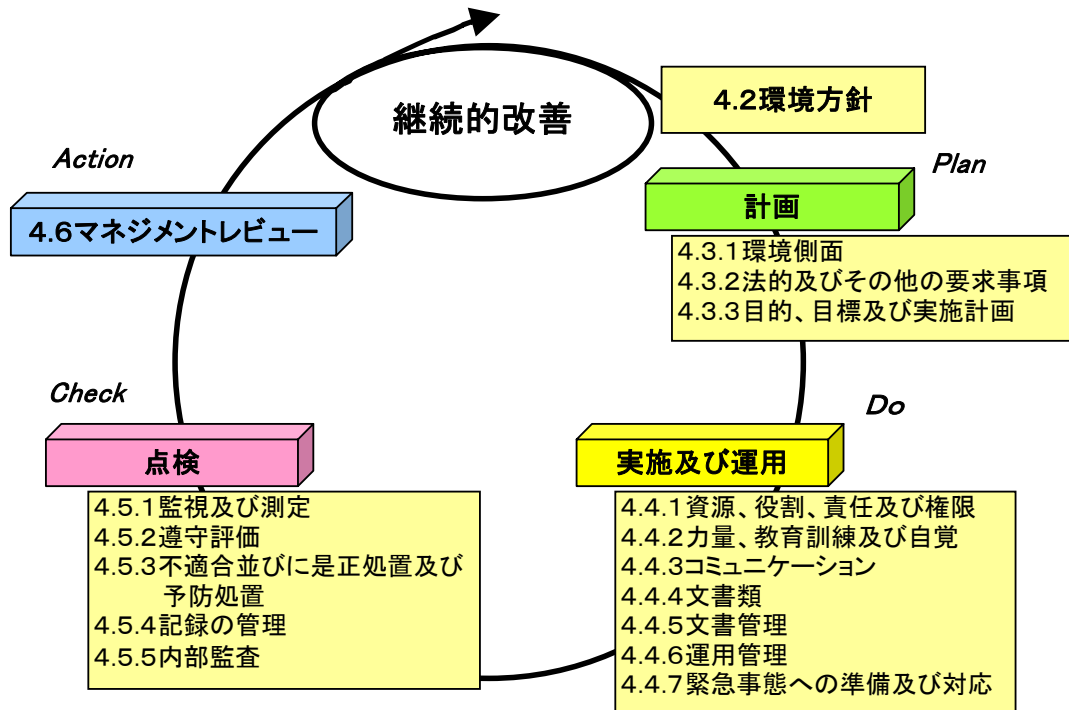 継続的改善
4.2環境方針
Plan
計画
4.3.1環境側面
4.3.2法的及びその他の要求事項
4.3.3目的、目標及び実施計画
Do
実施及び運用
4.4.1資源、役割、責任及び権限
4.4.2力量、教育訓練及び自覚
4.4.3コミュニケーション
4.4.4文書類
4.4.5文書管理
4.4.6運用管理
4.4.7緊急事態への準備及び対応
Check
点検
4.5.1監視及び測定
4.5.2遵守評価
4.5.3不適合並びに是正処置及び
予防処置
4.5.4記録の管理
4.5.5内部監査
Action
4.6マネジメントレビュー